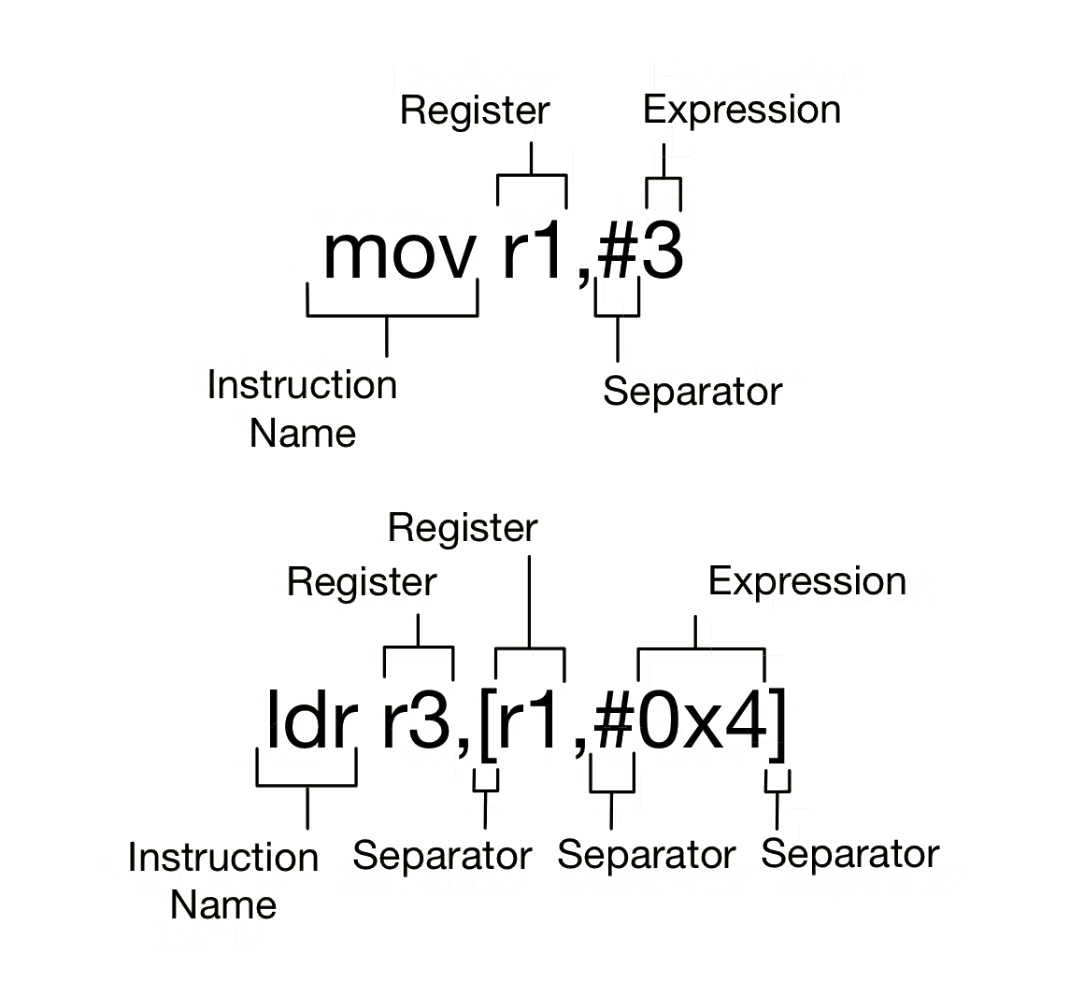 Register Expression
mov r1,#3
Instruction
Name
Separator
Register
Register Expression
ldr r3,[r1,#0x4]
Instruction
Name
Separator Separator Separator